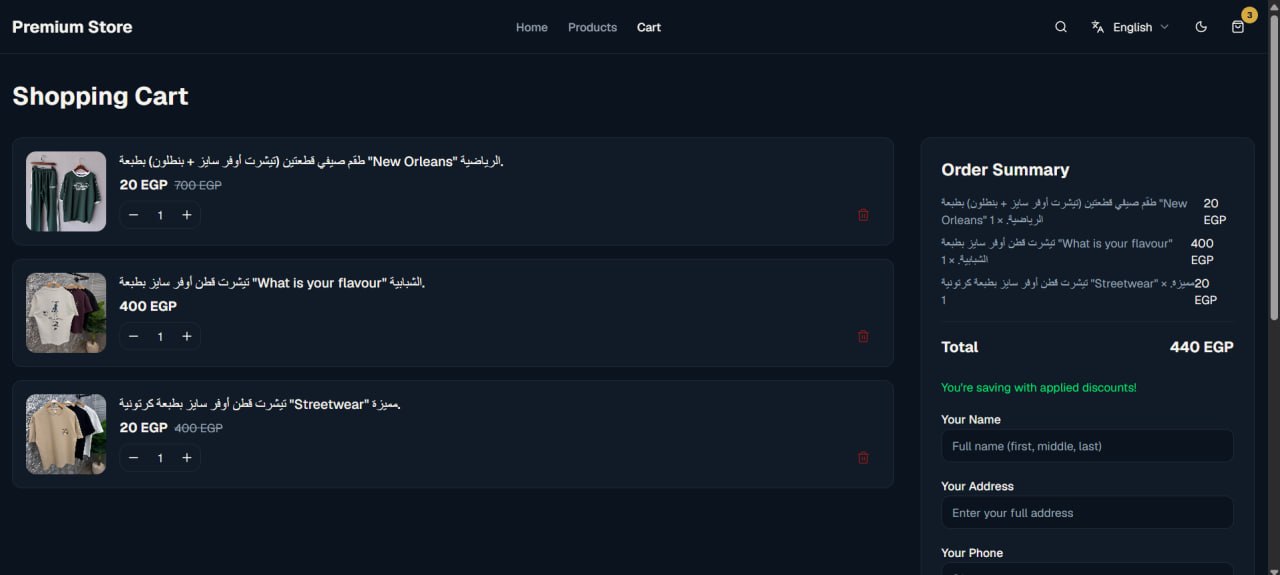 Premium Store
Home
Products
Cart
English
3
Shopping Cart
طقم صيفي قطعتين (تيشرت أوفر سايز + بنطلون) بطبعة "New Orleans" الرياضية.
20 EGP 700 EGP
1
تيشرت قطن أوفر سايز بطبعة "What is your flavour" الشبابية.
400 EGP
1
تيشرت قطن أوفر سايز بطبعة كرتونية "Streetwear" مميزة.
20 EGP 400 EGP
1
Order Summary
طقم صيفي قطعتين (تيشرت أوفر سايز + بنطلون) بطبعة "New
Orleans" الرياضية. × 1
20
EGP
تيشرت قطن أوفر سايز بطبعة "What is your flavour"
الشبابية. × 1
400
EGP
تيشرت قطن أوفر سايز بطبعة كرتونية "Streetwear" مميزة. ×
1
20
EGP
Total 440 EGP
You're saving with applied discounts!
Your Name
Full name (first, middle, last)
Your Address
Enter your full address
Your Phone